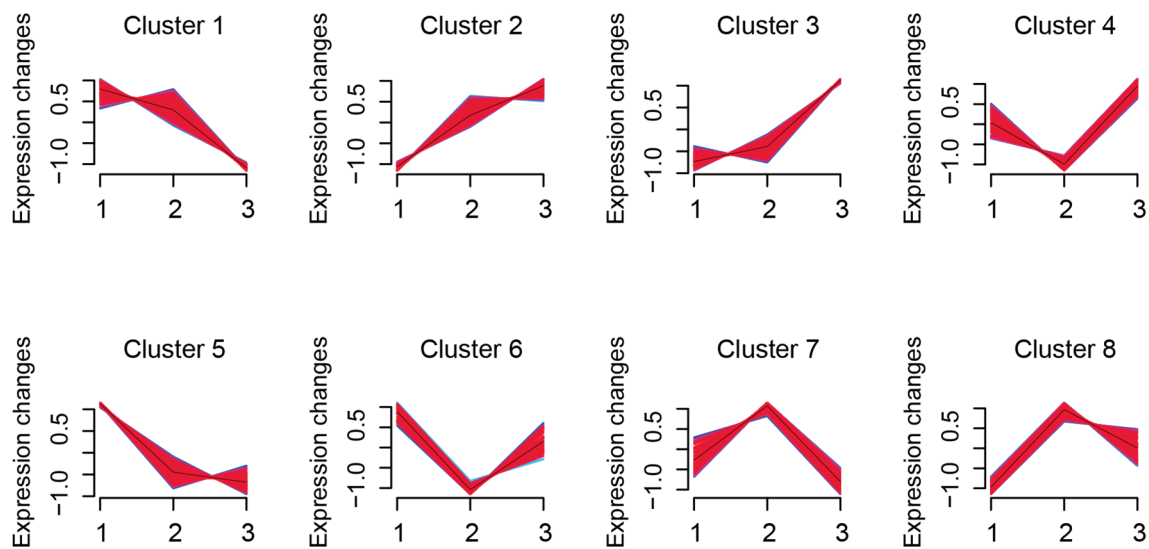 Cluster 1
Expression changes
0.5
−1.0
1 2 3
Cluster 2
Expression changes
0.5
−1.0
1 2 3
Cluster 3
Expression changes
0.5
−1.0
1 2 3
Cluster 4
Expression changes
0.5
−1.0
1 2 3
Cluster 5
Expression changes
0.5
−1.0
1 2 3
Cluster 6
Expression changes
0.5
−1.0
1 2 3
Cluster 7
Expression changes
0.5
−1.0
1 2 3
Cluster 8
Expression changes
0.5
−1.0
1 2 3